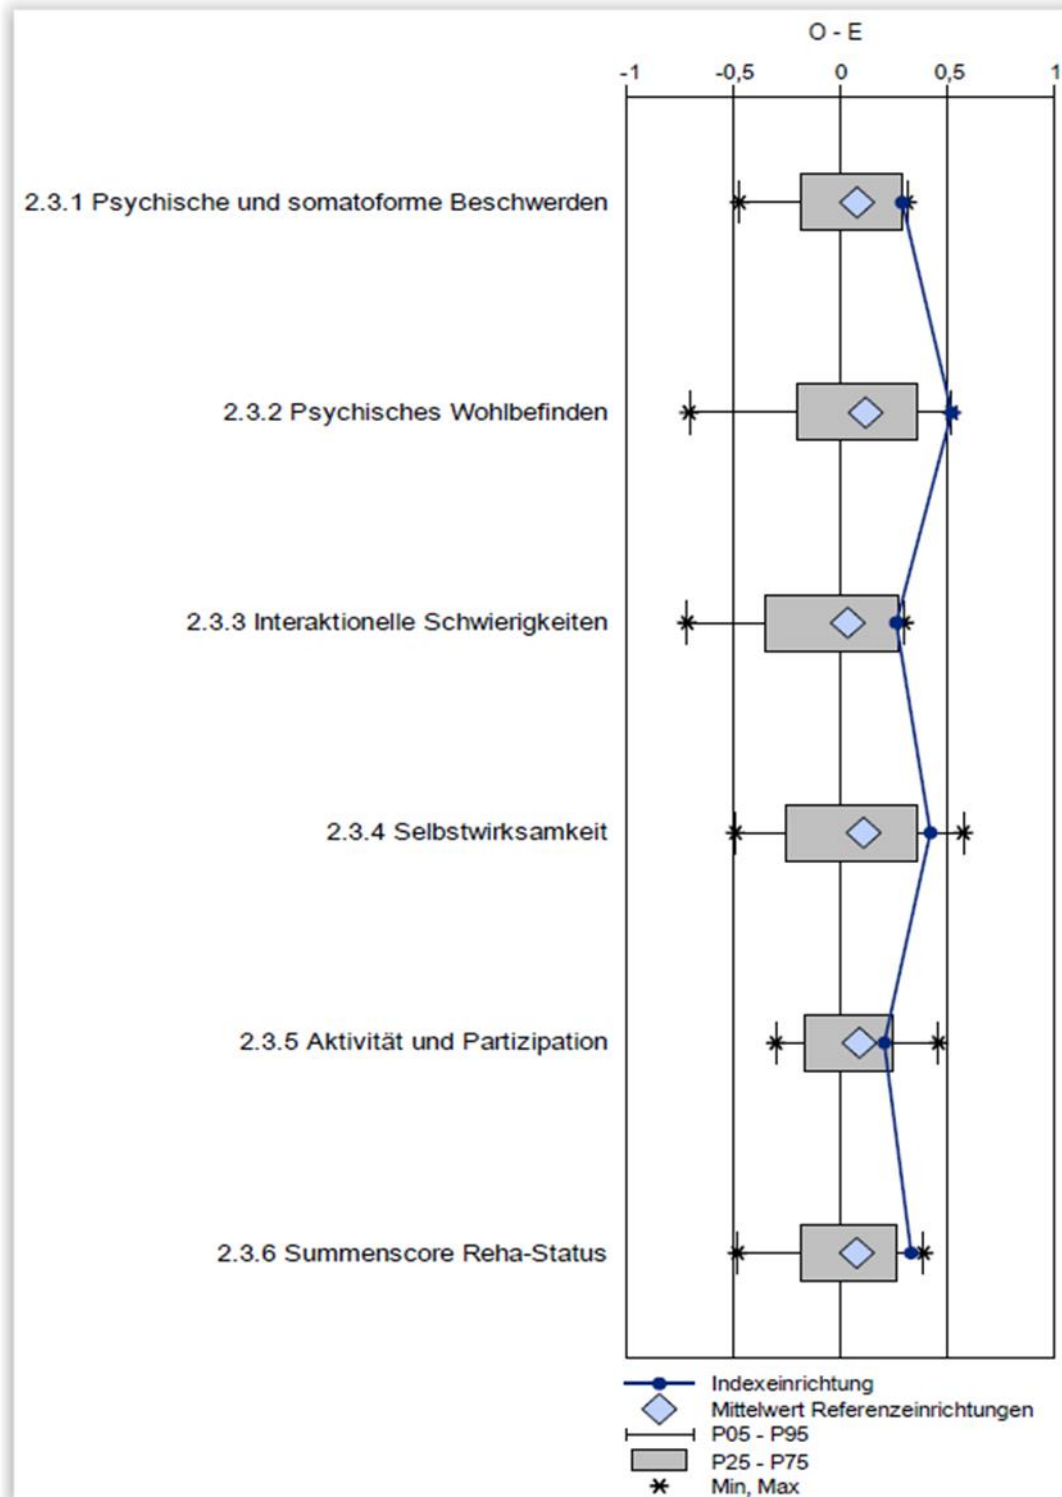 O - E
-1 -0,5 0 0,5 1
2.3.1 Psychische und somatoforme Beschwerden
2.3.2 Psychisches Wohlbefinden
2.3.3 Interaktionelle Schwierigkeiten
2.3.4 Selbstwirksamkeit
2.3.5 Aktivität und Partizipation
2.3.6 Summenscore Reha-Status
Indexeinrichtung
Mittelwert Referenzeinrichtungen
P05 - P95
P25 - P75
Min, Max